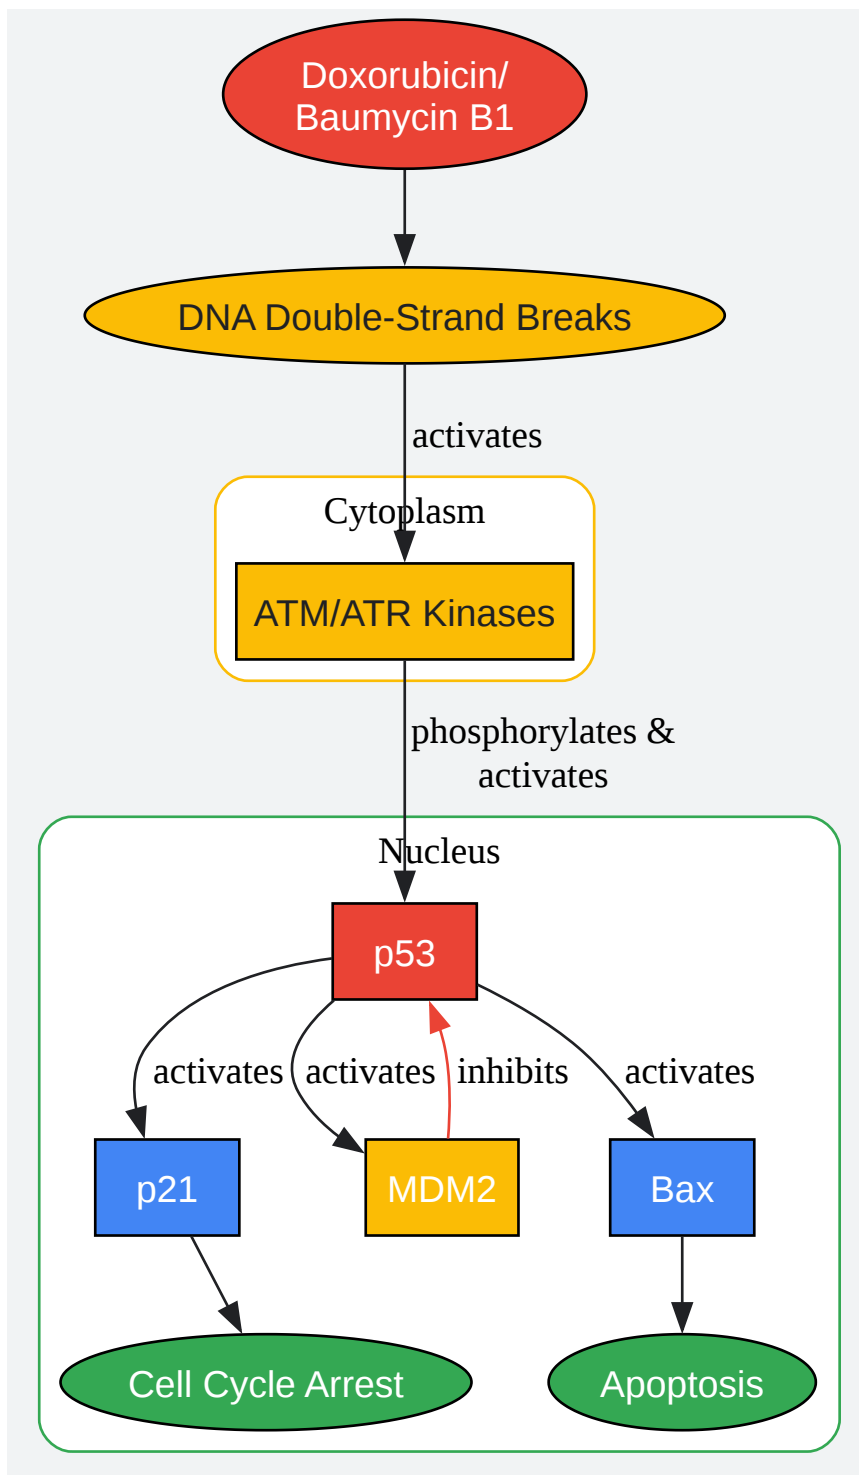 Doxorubicin/
Baumycin B1
DNA Double-Strand Breaks
activates
Cytoplasm
ATM/ATR Kinases
phosphorylates &
activates
Nucleus
p53
activates
activates
inhibits
activates
p21
MDM2
Bax
Cell Cycle Arrest
Apoptosis